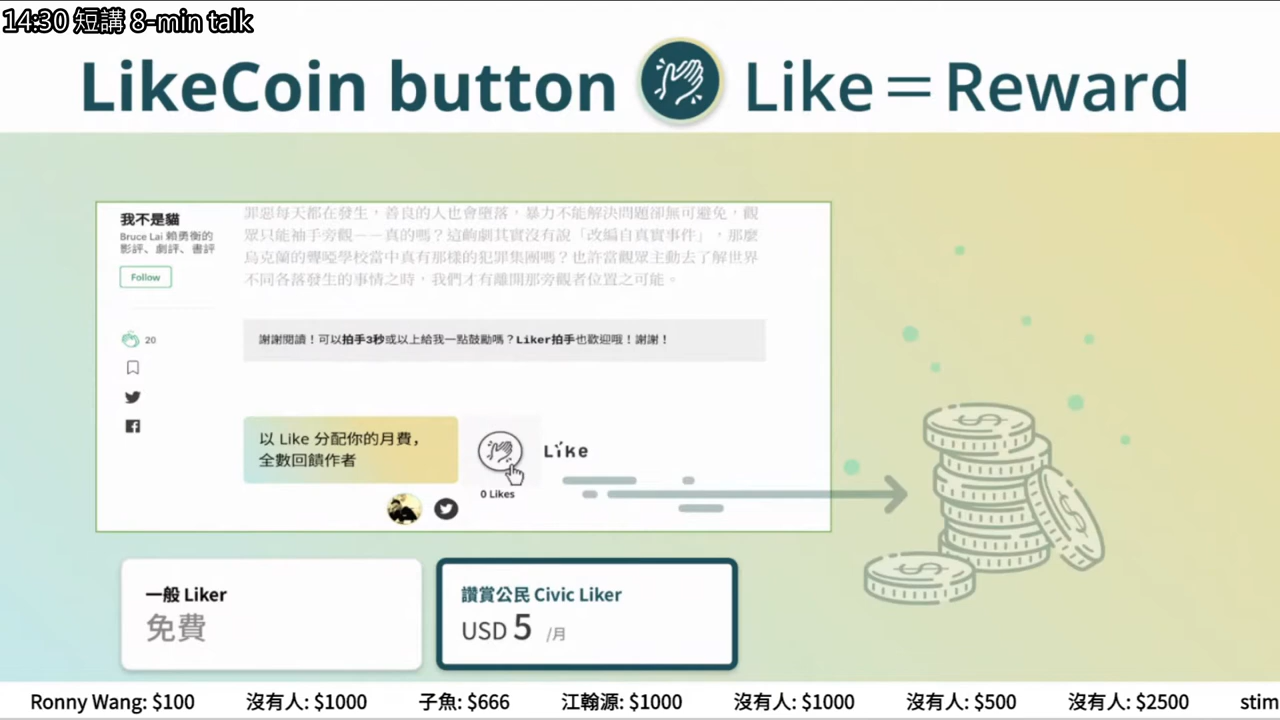 14:30 短講 8-min talk
LikeCoin button Like＝Reward
我不是貓
Bruce Lai 賴勇衡的
影評、劇評、書評
Follow
20
罪惡每天都在發生，善良的人也會墮落，暴力不能解決問題卻無可避免，觀
眾只能袖手旁觀——真的嗎？這齣劇其實沒有說「改編自真實事件」，那麼
烏克蘭的聾啞學校當中真有那樣的犯罪集團嗎？也許當觀眾主動去了解世界
不同各落發生的事情之時，我們才有離開那旁觀者位置之可能。
謝謝閱讀！可以拍手3秒或以上給我一點鼓勵嗎？Liker拍手也歡迎哦！謝謝！
以 Like 分配你的月費，
全數回饋作者
Like
0 Likes
一般 Liker
免費
讚賞公民 Civic Liker
USD 5 /月
Ronny Wang: $100 沒有人: $1000 子魚: $666 江翰源: $1000 沒有人: $1000 沒有人: $500 沒有人: $2500 stim